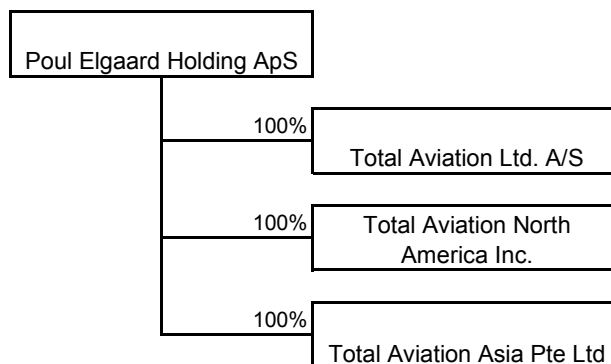 Poul Elgaard Holding ApS
100%
Total Aviation Ltd. A/S
100%
Total Aviation North
America Inc.
100%
Total Aviation Asia Pte Ltd